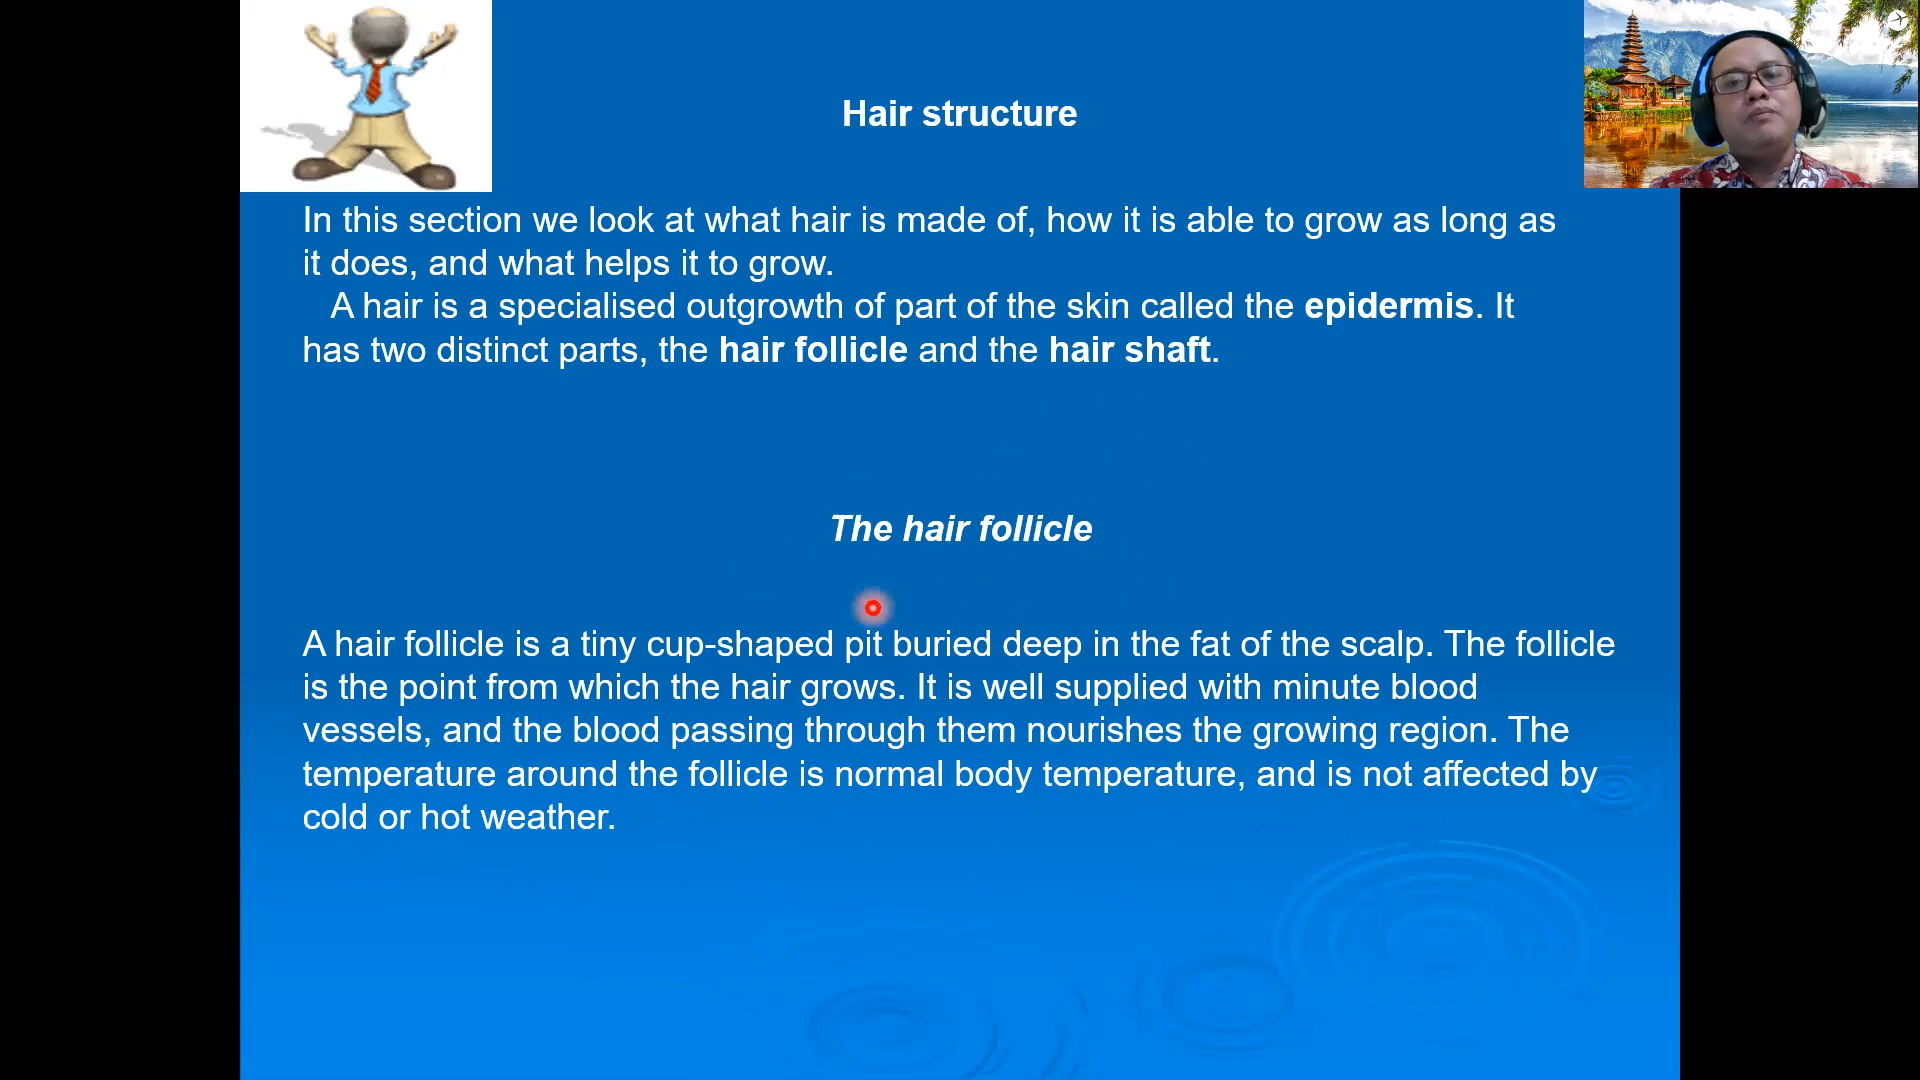 Hair structure
In this section we look at what hair is made of, how it is able to grow as long as
it does, and what helps it to grow.
A hair is a specialised outgrowth of part of the skin called the epidermis. It
has two distinct parts, the hair follicle and the hair shaft.
The hair follicle
A hair follicle is a tiny cup-shaped pit buried deep in the fat of the scalp. The follicle
is the point from which the hair grows. It is well supplied with minute blood
vessels, and the blood passing through them nourishes the growing region. The
temperature around the follicle is normal body temperature, and is not affected by
cold or hot weather.